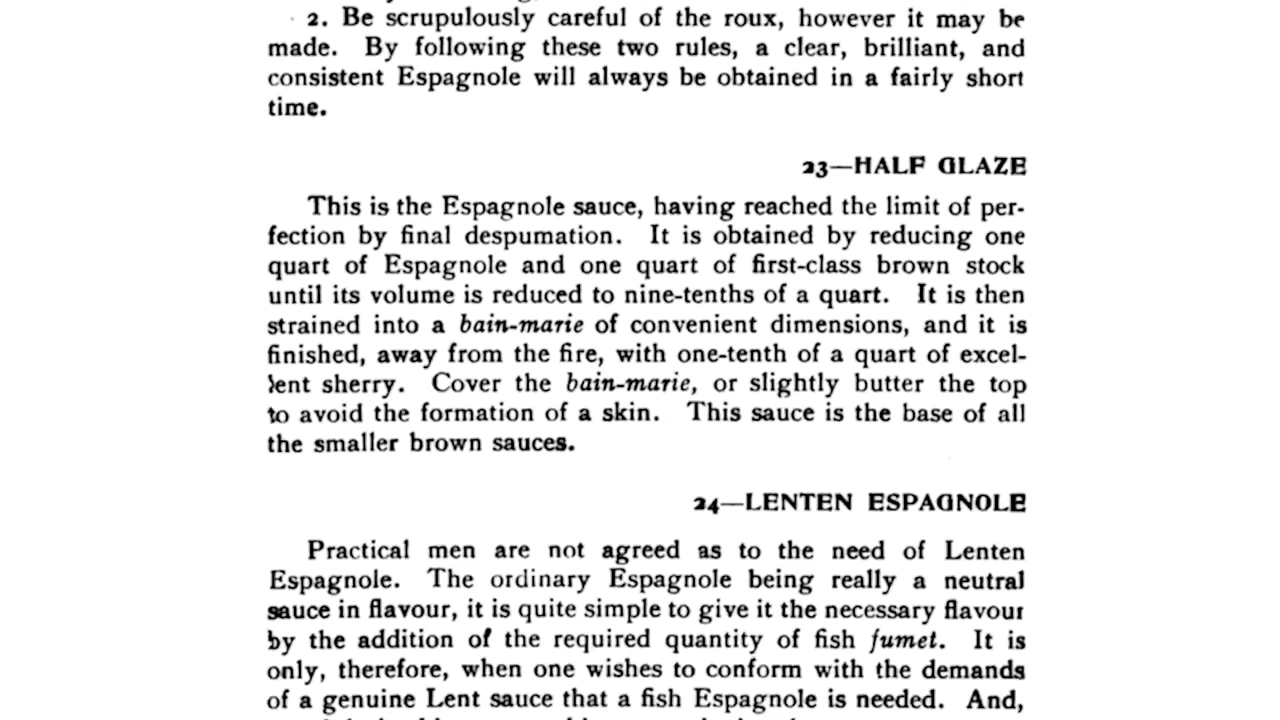 2. Be scrupulously careful of the roux, however it may be
made. By following these two rules, a clear, brilliant, and
consistent Espagnole will always be obtained in a fairly short
time.
23—HALF GLAZE
This is the Espagnole sauce, having reached the limit of per-
fection by final despumation. It is obtained by reducing one
quart of Espagnole and one quart of first-class brown stock
until its volume is reduced to nine-tenths of a quart. It is then
strained into a bain-marie of convenient dimensions, and it is
finished, away from the fire, with one-tenth of a quart of excel-
lent sherry. Cover the bain-marie, or slightly butter the top
to avoid the formation of a skin. This sauce is the base of all
the smaller brown sauces.
24—LENTEN ESPAGNOLE
Practical men are not agreed as to the need of Lenten
Espagnole. The ordinary Espagnole being really a neutral
sauce in flavour, it is quite simple to give it the necessary flavour
by the addition of the required quantity of fish fumet. It is
only, therefore, when one wishes to conform with the demands
of a genuine Lent sauce that a fish Espagnole is needed. And,